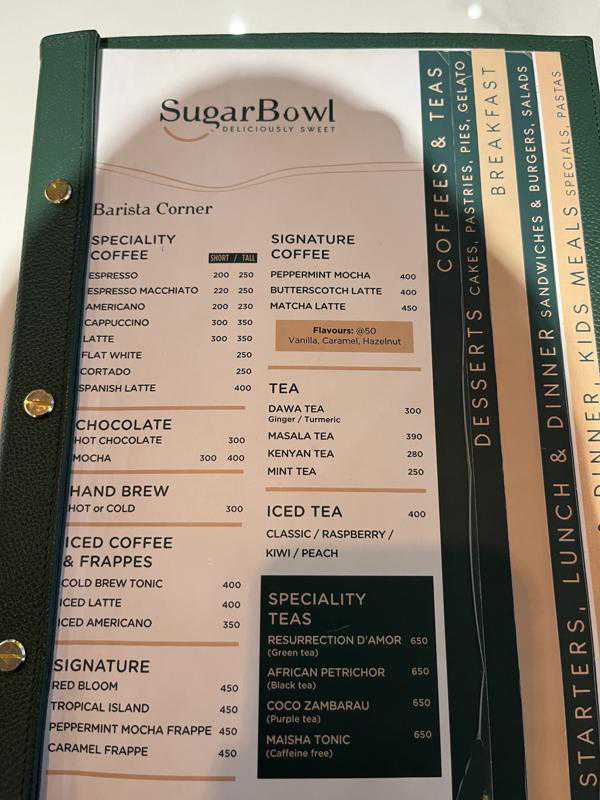 SugarBowl
DELICIOUSLY SWEET
Barista Corner
SPECIALITY
COFFEE
SHORT / TALL
ESPRESSO 200 250
ESPRESSO MACCHIATO 220 250
AMERICANO 200 230
CAPPUCCINO 300 350
LATTE 300 350
FLAT WHITE 250
CORTADO 250
SPANISH LATTE 400
CHOCOLATE
HOT CHOCOLATE 300
MOCHA 300 400
HAND BREW
HOT or COLD 300
ICED COFFEE
& FRAPPES
COLD BREW TONIC 400
ICED LATTE 400
ICED AMERICANO 350
SIGNATURE
RED BLOOM 450
TROPICAL ISLAND 450
PEPPERMINT MOCHA FRAPPE 450
CARAMEL FRAPPE 450
SIGNATURE
COFFEE
PEPPERMINT MOCHA 400
BUTTERSCOTCH LATTE 400
MATCHA LATTE 450
Flavours: @50
Vanilla, Caramel, Hazelnut
TEA
DAWA TEA 300
Ginger / Turmeric
MASALA TEA 390
KENYAN TEA 280
MINT TEA 250
ICED TEA 400
CLASSIC / RASPBERRY /
KIWI / PEACH
SPECIALITY
TEAS
RESURRECTION D'AMOR 650
(Green tea)
AFRICAN PETRICHOR 650
(Black tea)
COCO ZAMBARAU 650
(Purple tea)
MAISHA TONIC 650
(Caffeine free)
COFFEES & TEAS
DESSERTS CAKES, PASTRIES, PIES, GELATO
BREAKFAST
STARTERS, LUNCH & DINNER SANDWICHES & BURGERS, SALADS
DINNER, KIDS MEALS SPECIALS, PASTAS